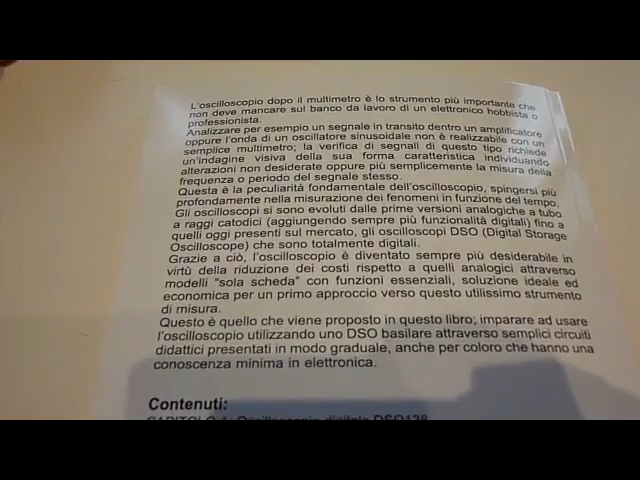 L'oscilloscopio dopo il multimetro è lo strumento più importante che
non deve mancare sul banco da lavoro di un elettronico hobbista o
professionista.
Analizzare per esempio un segnale in transito dentro un amplificatore
oppure l'onda di un oscillatore sinusoidale non è realizzabile con un
semplice multimetro; la verifica di segnali di questo tipo richiede
un'indagine visiva della sua forma caratteristica individuando
alterazioni non desiderate oppure più semplicemente la misura della
frequenza o periodo del segnale stesso.
Questa è la peculiarità fondamentale dell'oscilloscopio, spingersi più
profondamente nella misurazione dei fenomeni in funzione del tempo.
Gli oscilloscopi si sono evoluti dalle prime versioni analogiche a tubo
a raggi catodici (aggiungendo sempre più funzionalità digitali) fino a
quelli oggi presenti sul mercato, gli oscilloscopi DSO (Digital Storage
Oscilloscope) che sono totalmente digitali.
Grazie a ciò, l'oscilloscopio è diventato sempre più desiderabile in
virtù della riduzione dei costi rispetto a quelli analogici attraverso
modelli “sola scheda” con funzioni essenziali, soluzione ideale ed
economica per un primo approccio verso questo utilissimo strumento
di misura.
Questo è quello che viene proposto in questo libro; imparare ad usare
l'oscilloscopio utilizzando uno DSO basilare attraverso semplici circuiti
didattici presentati in modo graduale, anche per coloro che hanno una
conoscenza minima in elettronica.
Contenuti:
CAPITOLO 1: Oscilloscopio digitale DSO138